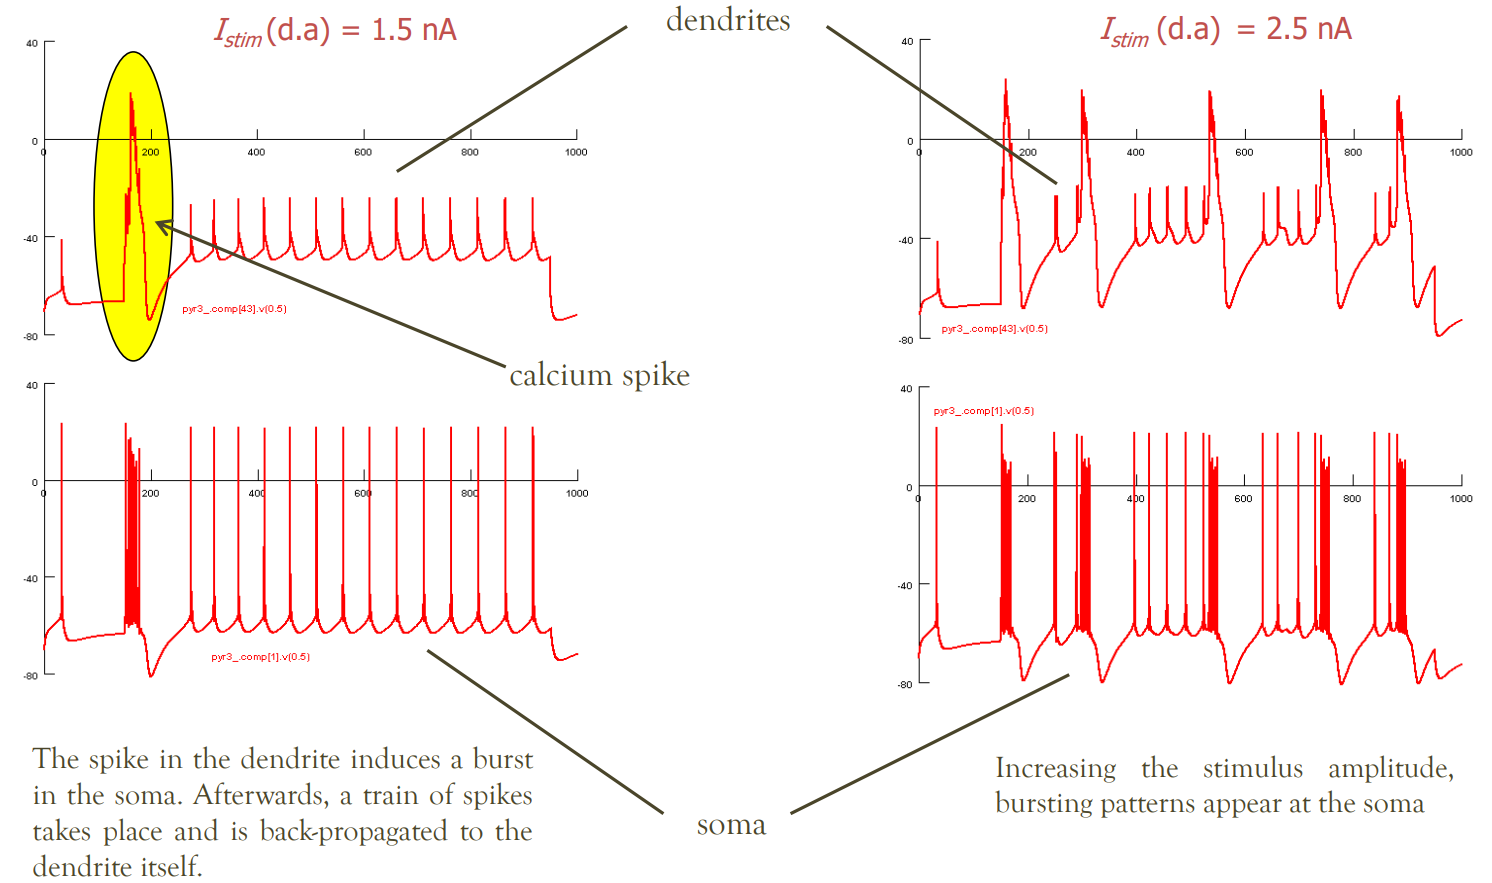 I_stim (d.a) = 1.5 nA
dendrites
I_stim (d.a) = 2.5 nA
40
0
-40
-80
0 200 400 600 800 1000
pyr3_.comp[43].v(0.5)
40
0
-40
-80
0 200 400 600 800 1000
pyr3_.comp[43].v(0.5)
calcium spike
40
0
-40
-80
0 200 400 600 800 1000
pyr3_.comp[1].v(0.5)
40
0
-40
-80
0 200 400 600 800 1000
pyr3_.comp[1].v(0.5)
The spike in the dendrite induces a burst
in the soma. Afterwards, a train of spikes
takes place and is back-propagated to the
dendrite itself.
soma
Increasing the stimulus amplitude,
bursting patterns appear at the soma